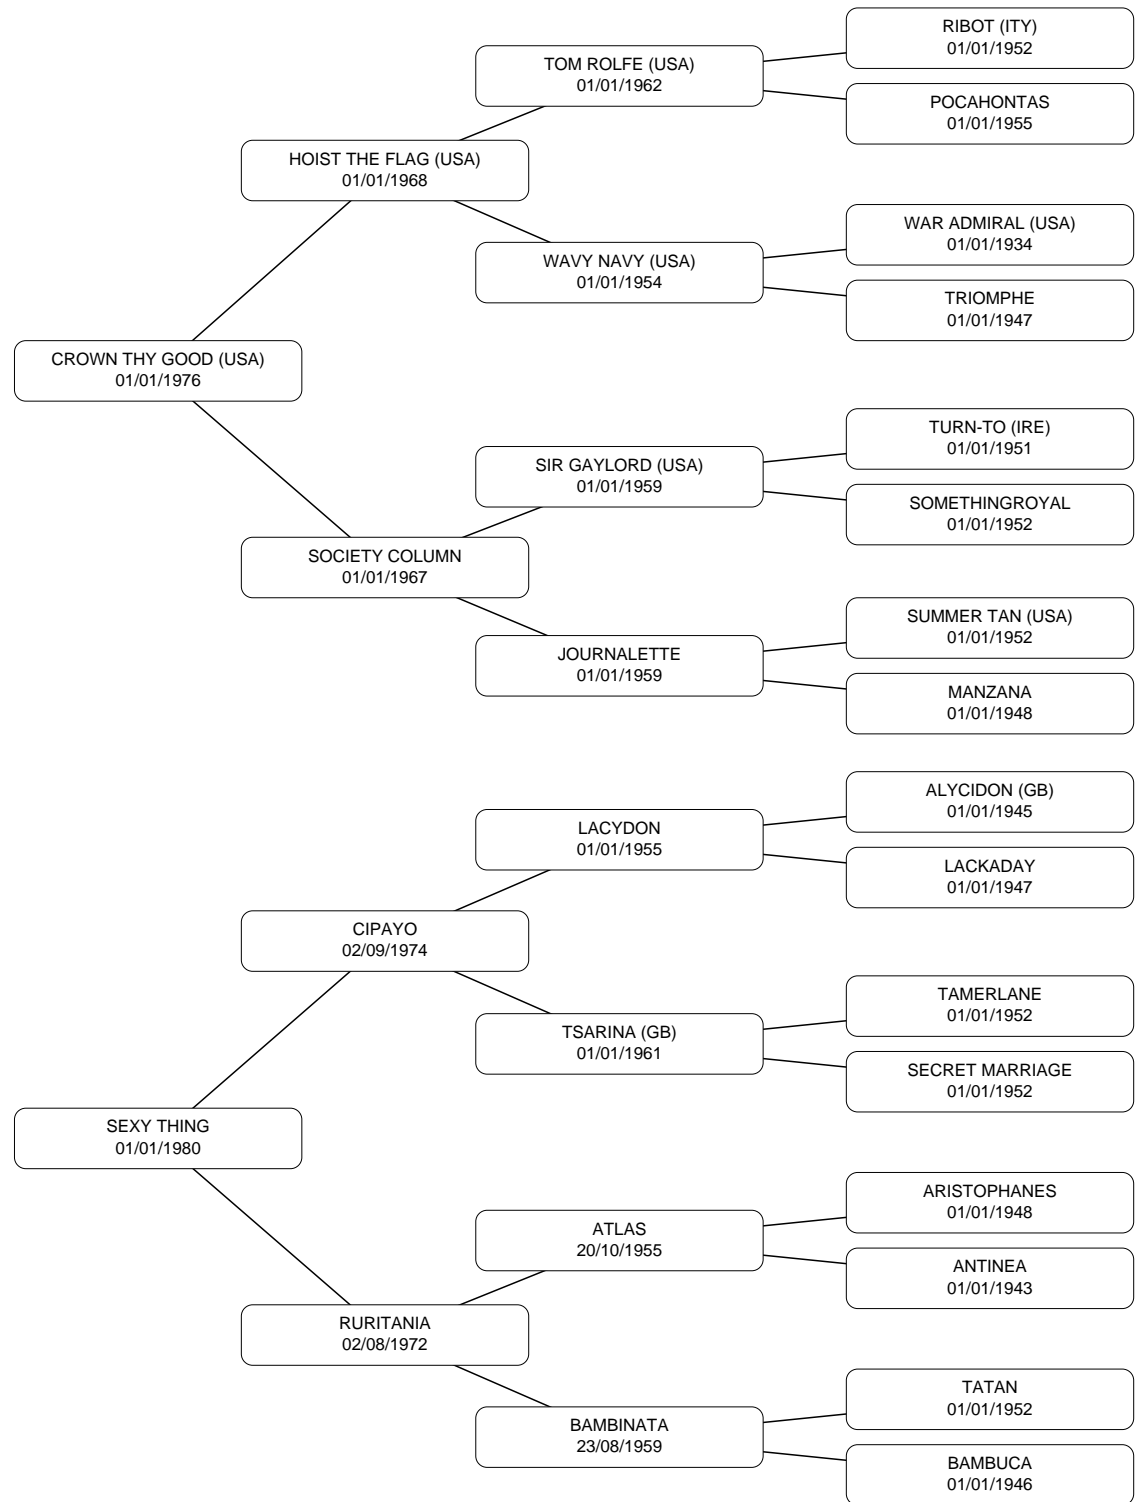 RIBOT (ITY)
01/01/1952
TOM ROLFE (USA)
01/01/1962
POCAHONTAS
01/01/1955
HOIST THE FLAG (USA)
01/01/1968
WAR ADMIRAL (USA)
01/01/1934
WAVY NAVY (USA)
01/01/1954
TRIOMPHE
01/01/1947
CROWN THY GOOD (USA)
01/01/1976
TURN-TO (IRE)
01/01/1951
SIR GAYLORD (USA)
01/01/1959
SOMETHINGROYAL
01/01/1952
SOCIETY COLUMN
01/01/1967
SUMMER TAN (USA)
01/01/1952
JOURNALETTE
01/01/1959
MANZANA
01/01/1948
ALYCIDON (GB)
01/01/1945
LACYDON
01/01/1955
LACKADAY
01/01/1947
CIPAYO
02/09/1974
TAMERLANE
01/01/1952
TSARINA (GB)
01/01/1961
SECRET MARRIAGE
01/01/1952
SEXY THING
01/01/1980
ARISTOPHANES
01/01/1948
ATLAS
20/10/1955
ANTINEA
01/01/1943
RURITANIA
02/08/1972
TATAN
01/01/1952
BAMBINATA
23/08/1959
BAMBUCA
01/01/1946